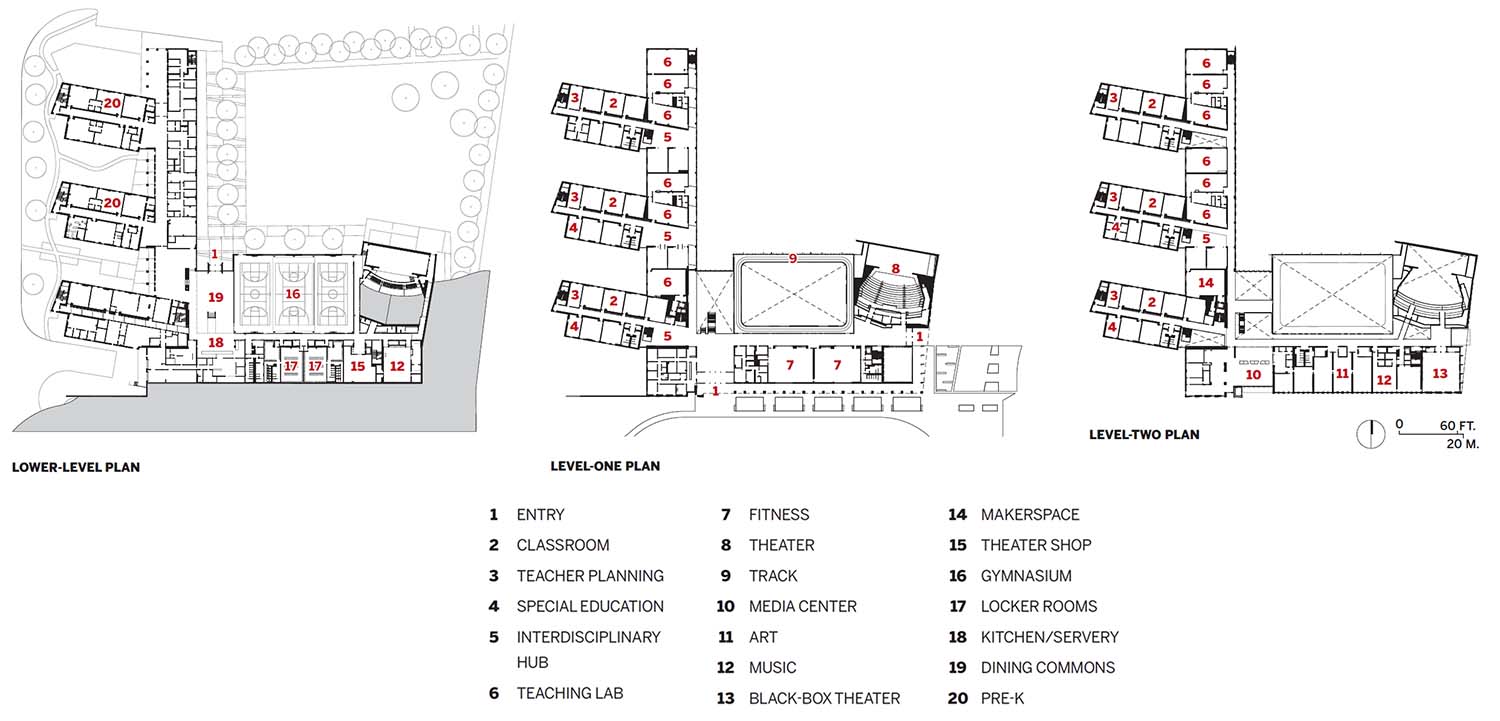 6
6
6
20
3
2
6
3
2
6
5
5
6
6
6
20
3
2
6
3
2
6
4
5
4
5
1
9
8
19
16
3
2
6
3
2
14
4
5
1
4
18
17
17
15
12
7
7
10
11
12
13
1
0 60 FT.
20 M.
LOWER-LEVEL PLAN
LEVEL-ONE PLAN
LEVEL-TWO PLAN
1 ENTRY
2 CLASSROOM
3 TEACHER PLANNING
4 SPECIAL EDUCATION
5 INTERDISCIPLINARY
HUB
6 TEACHING LAB
7 FITNESS
8 THEATER
9 TRACK
10 MEDIA CENTER
11 ART
12 MUSIC
13 BLACK-BOX THEATER
14 MAKERSPACE
15 THEATER SHOP
16 GYMNASIUM
17 LOCKER ROOMS
18 KITCHEN/SERVERY
19 DINING COMMONS
20 PRE-K